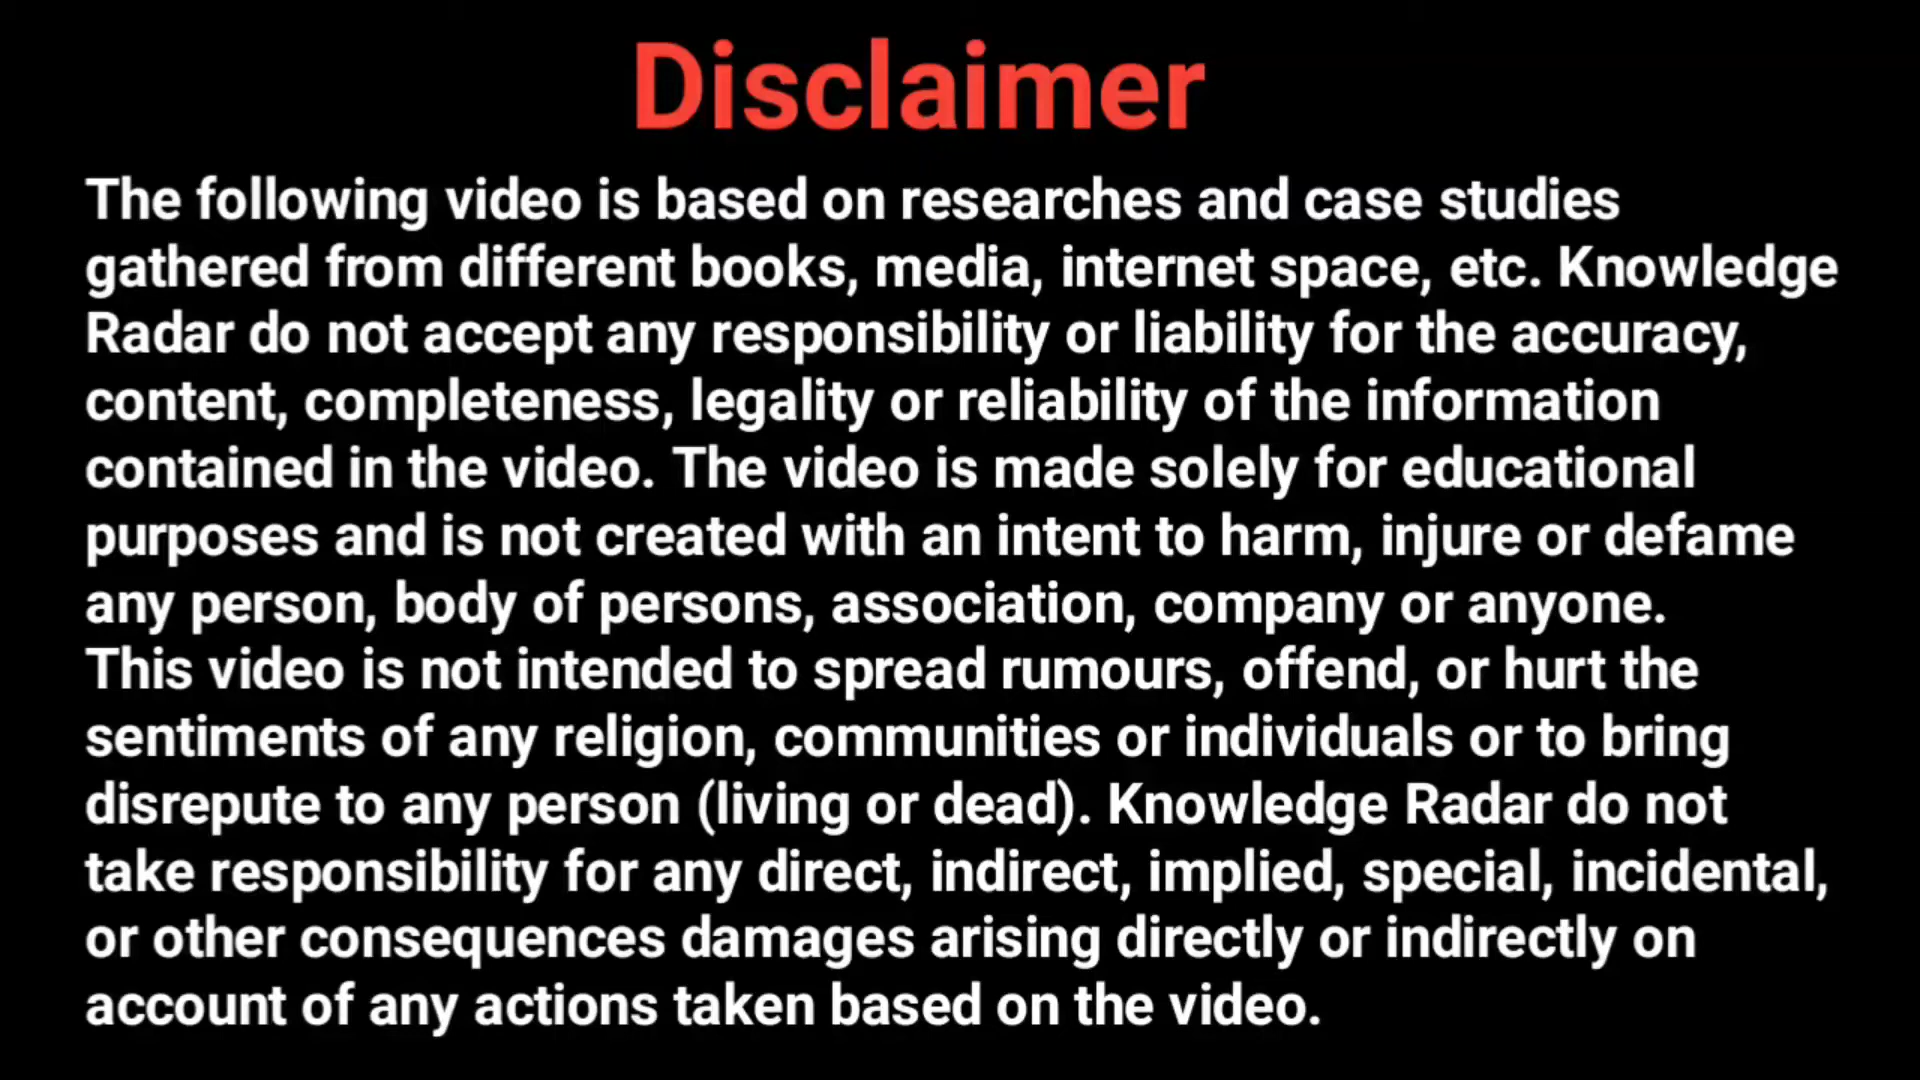 Disclaimer
The following video is based on researches and case studies
gathered from different books, media, internet space, etc. Knowledge
Radar do not accept any responsibility or liability for the accuracy,
content, completeness, legality or reliability of the information
contained in the video. The video is made solely for educational
purposes and is not created with an intent to harm, injure or defame
any person, body of persons, association, company or anyone.
This video is not intended to spread rumours, offend, or hurt the
sentiments of any religion, communities or individuals or to bring
disrepute to any person (living or dead). Knowledge Radar do not
take responsibility for any direct, indirect, implied, special, incidental,
or other consequences damages arising directly or indirectly on
account of any actions taken based on the video.